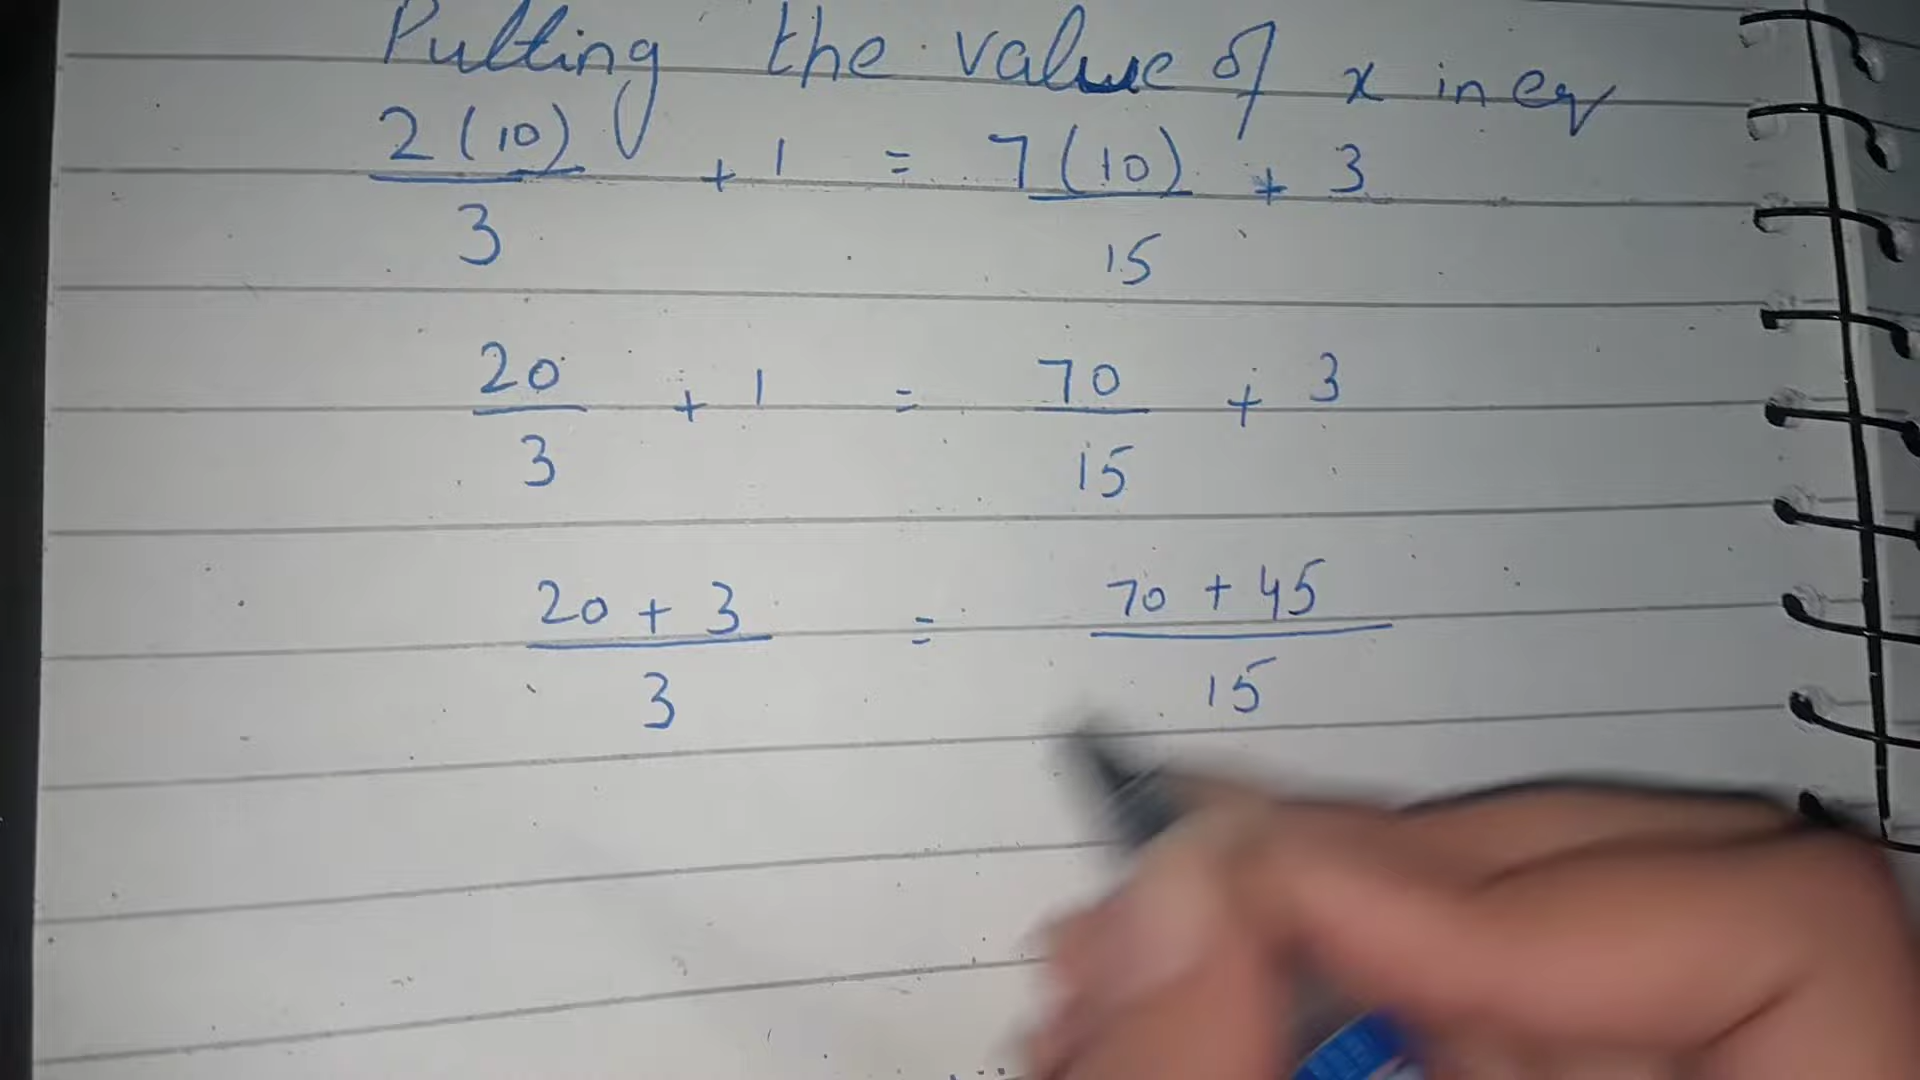 Putting the value of x in eq
2(10)/3 + 1 = 7(10)/15 + 3
20/3 + 1 = 70/15 + 3
20 + 3/3 = 70 + 45/15